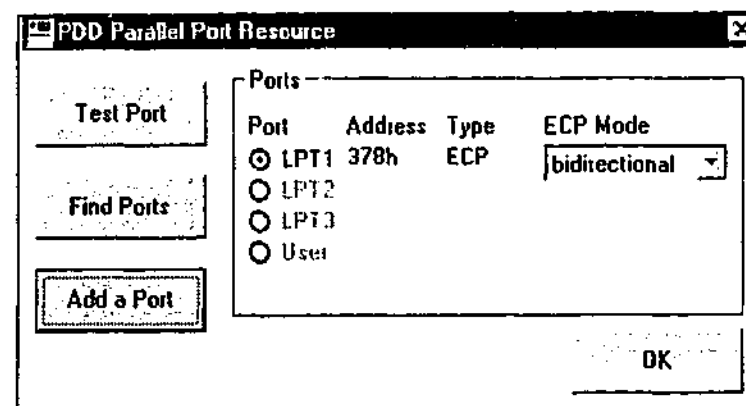 PDD Parallel Port Resource
Test Port
Find Ports
Add a Port
Ports
Port Address Type ECP Mode
LPT1 378h ECP bidirectional
LPT2
LPT3
User
OK